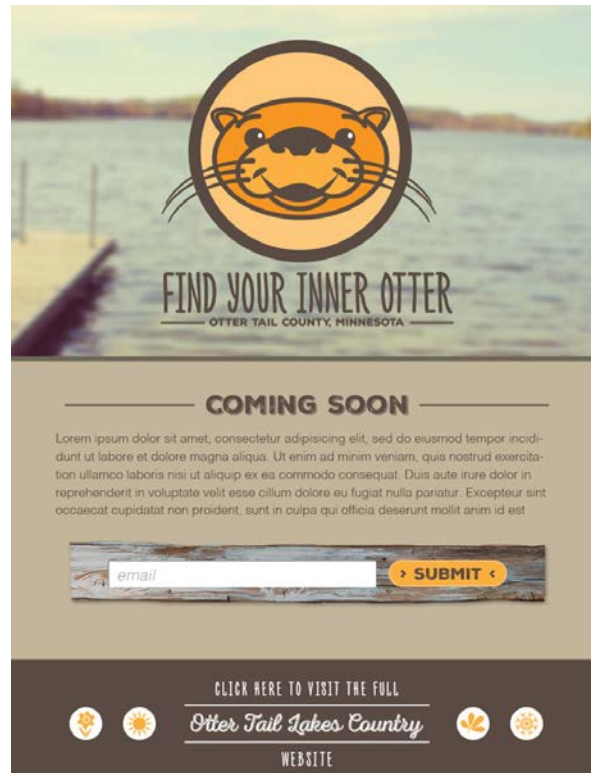 FIND YOUR INNER OTTER
OTTER TAIL COUNTY, MINNESOTA
COMING SOON
Lorem ipsum dolor sit amet, consectetur adipisicing elit, sed do eiusmod tempor incidi-
dunt ut labore et dolore magna aliqua. Ut enim ad minim veniam, quis nostrud exercita-
tion ullamco laboris nisi ut aliquip ex ea commodo consequat. Duis aute irure dolor in
reprehenderit in voluptate velit esse cillum dolore eu fugiat nulla pariatur. Excepteur sint
occaecat cupidatat non proident, sunt in culpa qui officia deserunt mollit anim id est
email
› SUBMIT ‹
CLICK HERE TO VISIT THE FULL
Otter Tail Lakes Country
WEBSITE